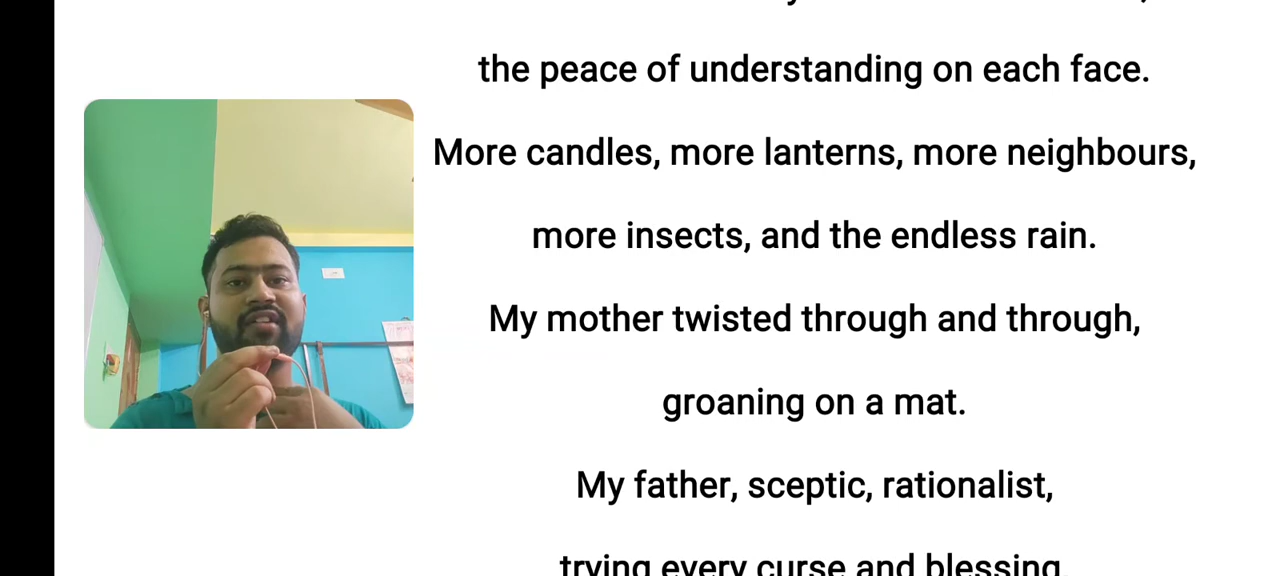 the peace of understanding on each face.
More candles, more lanterns, more neighbours,
more insects, and the endless rain.
My mother twisted through and through,
groaning on a mat.
My father, sceptic, rationalist,
trying every curse and blessing,